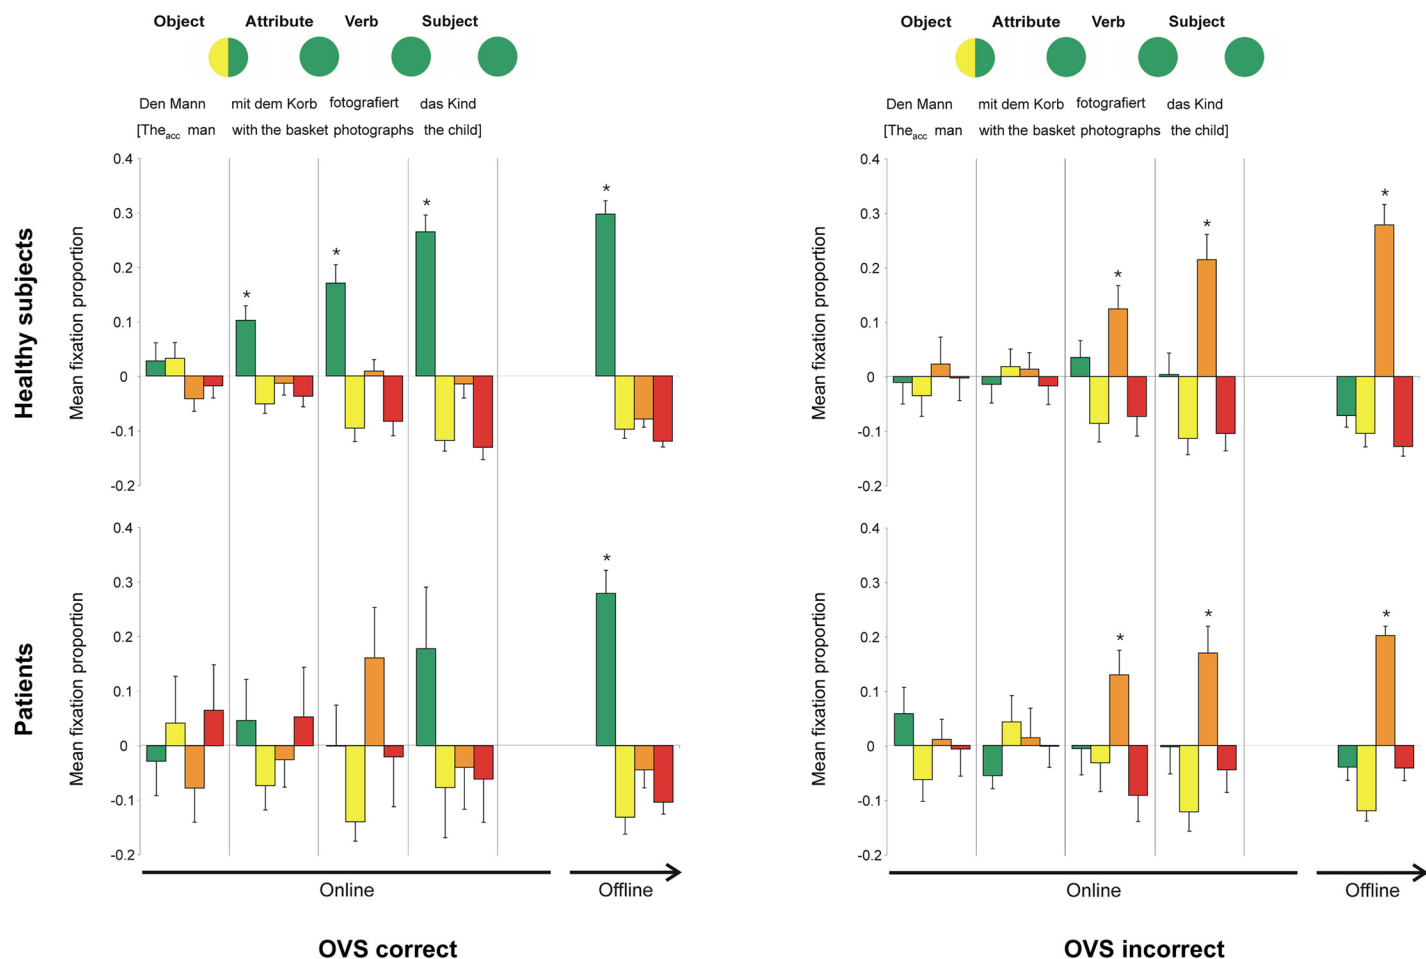 Object Attribute Verb Subject
Den Mann mit dem Korb fotografiert das Kind
[Theacc man with the basket photographs the child]
Object Attribute Verb Subject
Den Mann mit dem Korb fotografiert das Kind
[Theacc man with the basket photographs the child]
Healthy subjects
Mean fixation proportion
0.4
0.3
0.2
0.1
0
-0.1
-0.2
* * * * *
Mean fixation proportion
0.4
0.3
0.2
0.1
0
-0.1
-0.2
* * *
Patients
Mean fixation proportion
0.4
0.3
0.2
0.1
0
-0.1
-0.2
*
Mean fixation proportion
0.4
0.3
0.2
0.1
0
-0.1
-0.2
* * *
Online Offline
Online Offline
OVS correct
OVS incorrect